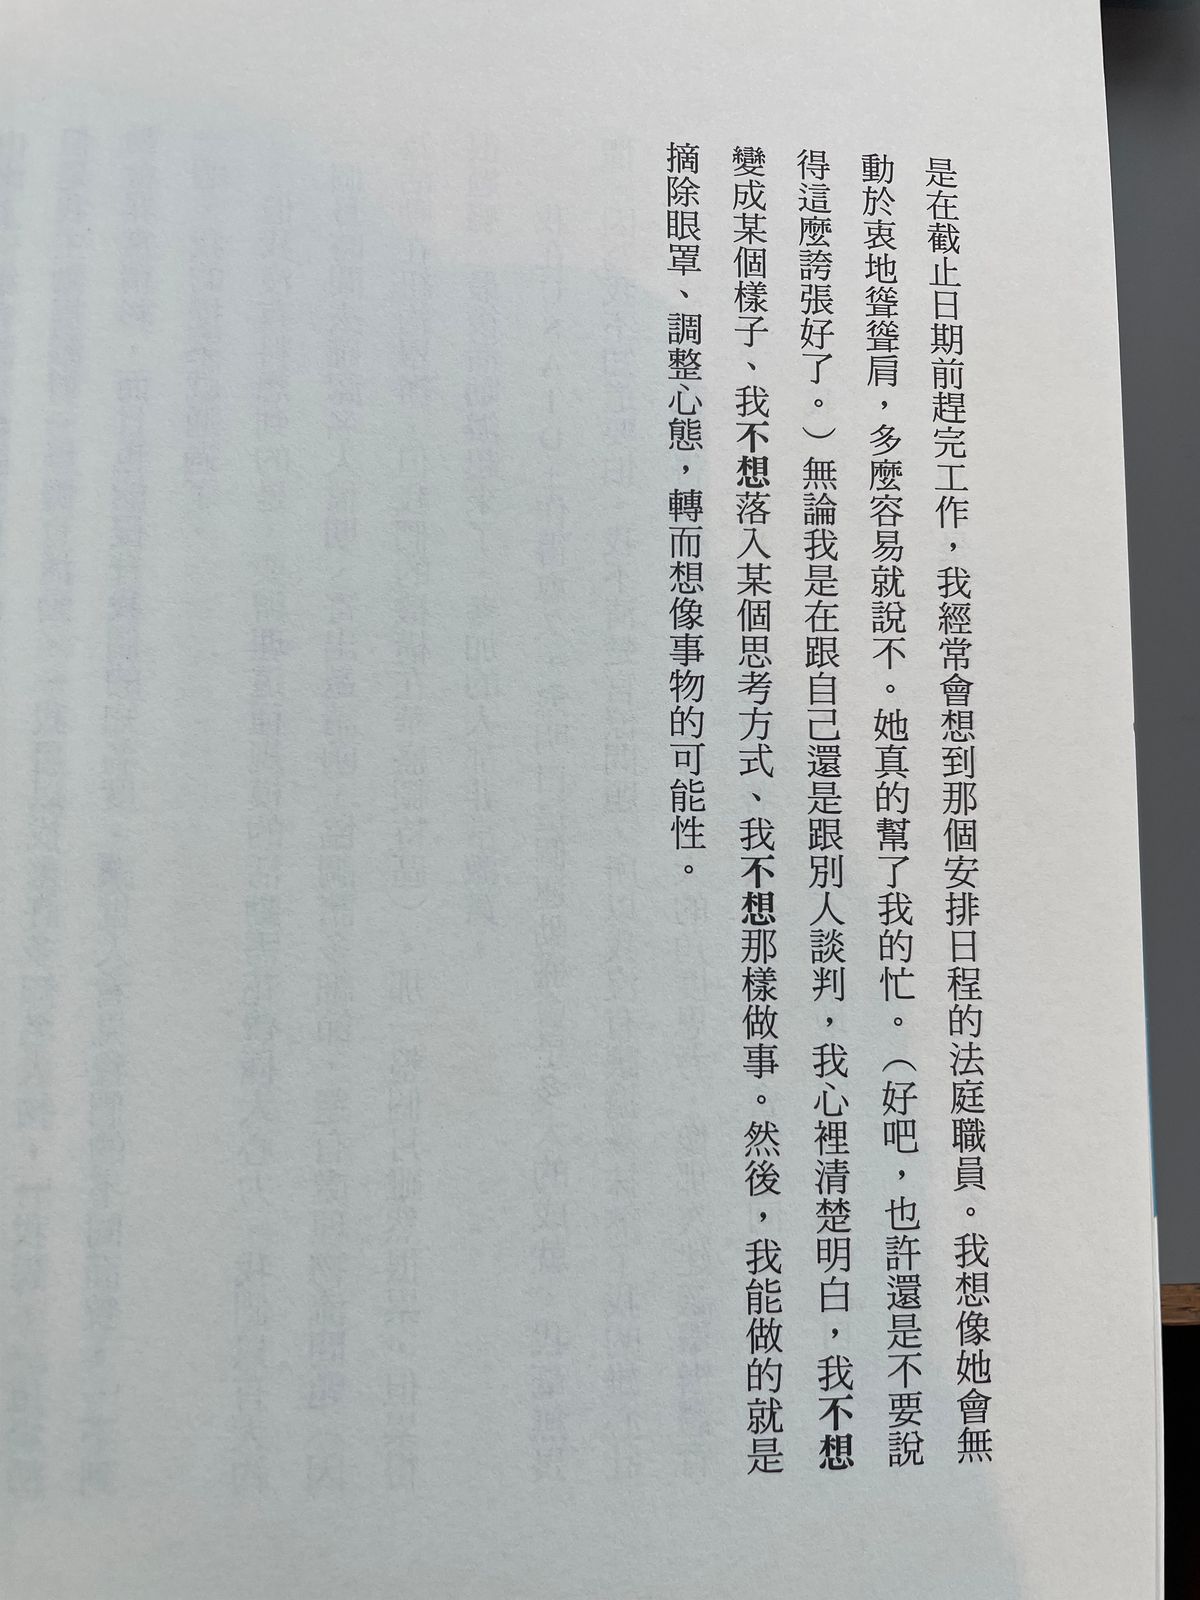 是在截止日期前趕完工作，我經常會想到那個安排日程的法庭職員。我想像她會無
動於衷地聳聳肩，多麼容易就說不。她真的幫了我的忙。（好吧，也許還是不要說
得這麼誇張好了。）無論我是在跟自己還是跟別人談判，我心裡清楚明白，我不想
變成某個樣子、我不想落入某個思考方式、我不想那樣做事。然後，我能做的就是
摘除眼罩、調整心態，轉而想像事物的可能性。